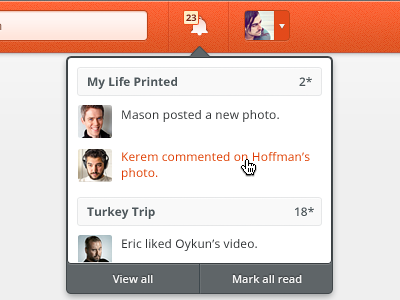 23
My Life Printed 2*
Mason posted a new photo.
Kerem commented on Hoffman's
photo.
Turkey Trip 18*
Eric liked Oykun's video.
View all Mark all read